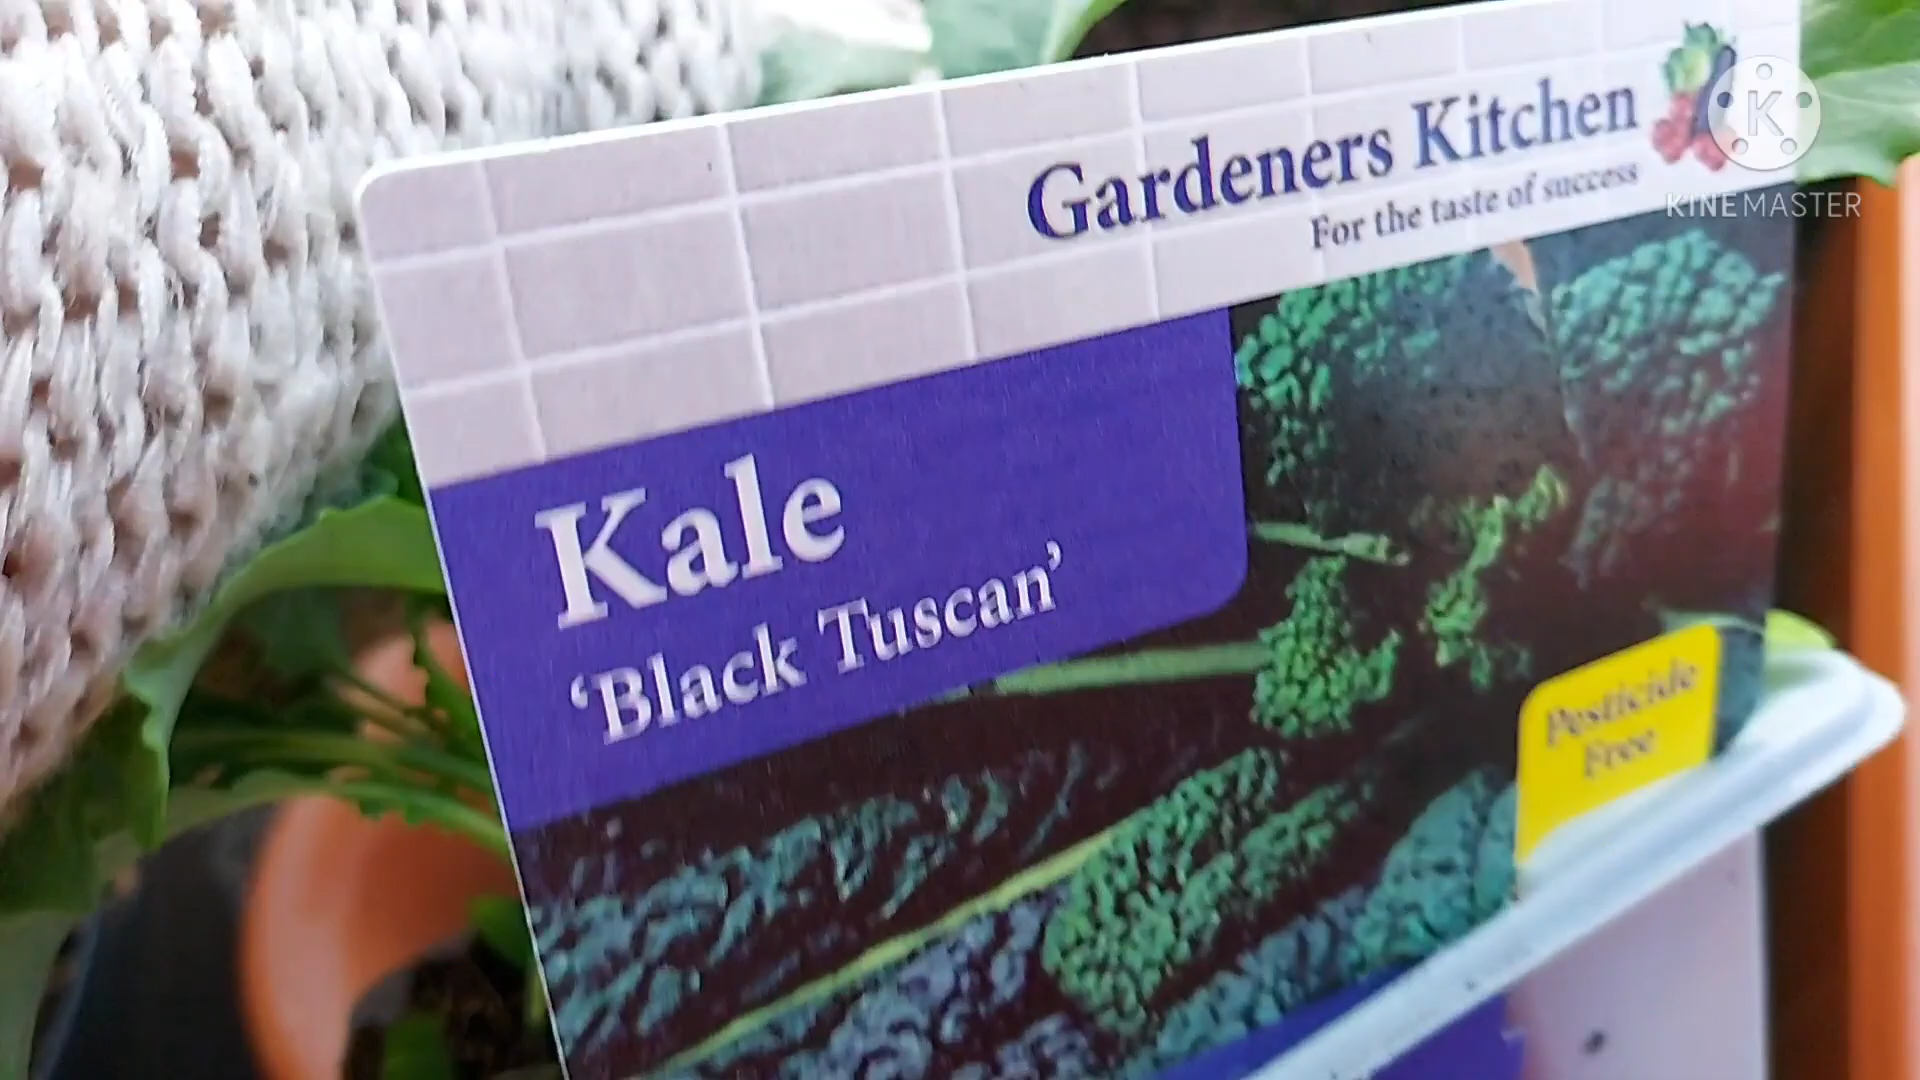 Gardeners Kitchen
For the taste of success
K
KINEMASTER
Kale
‘Black Tuscan’
Pesticide
Free